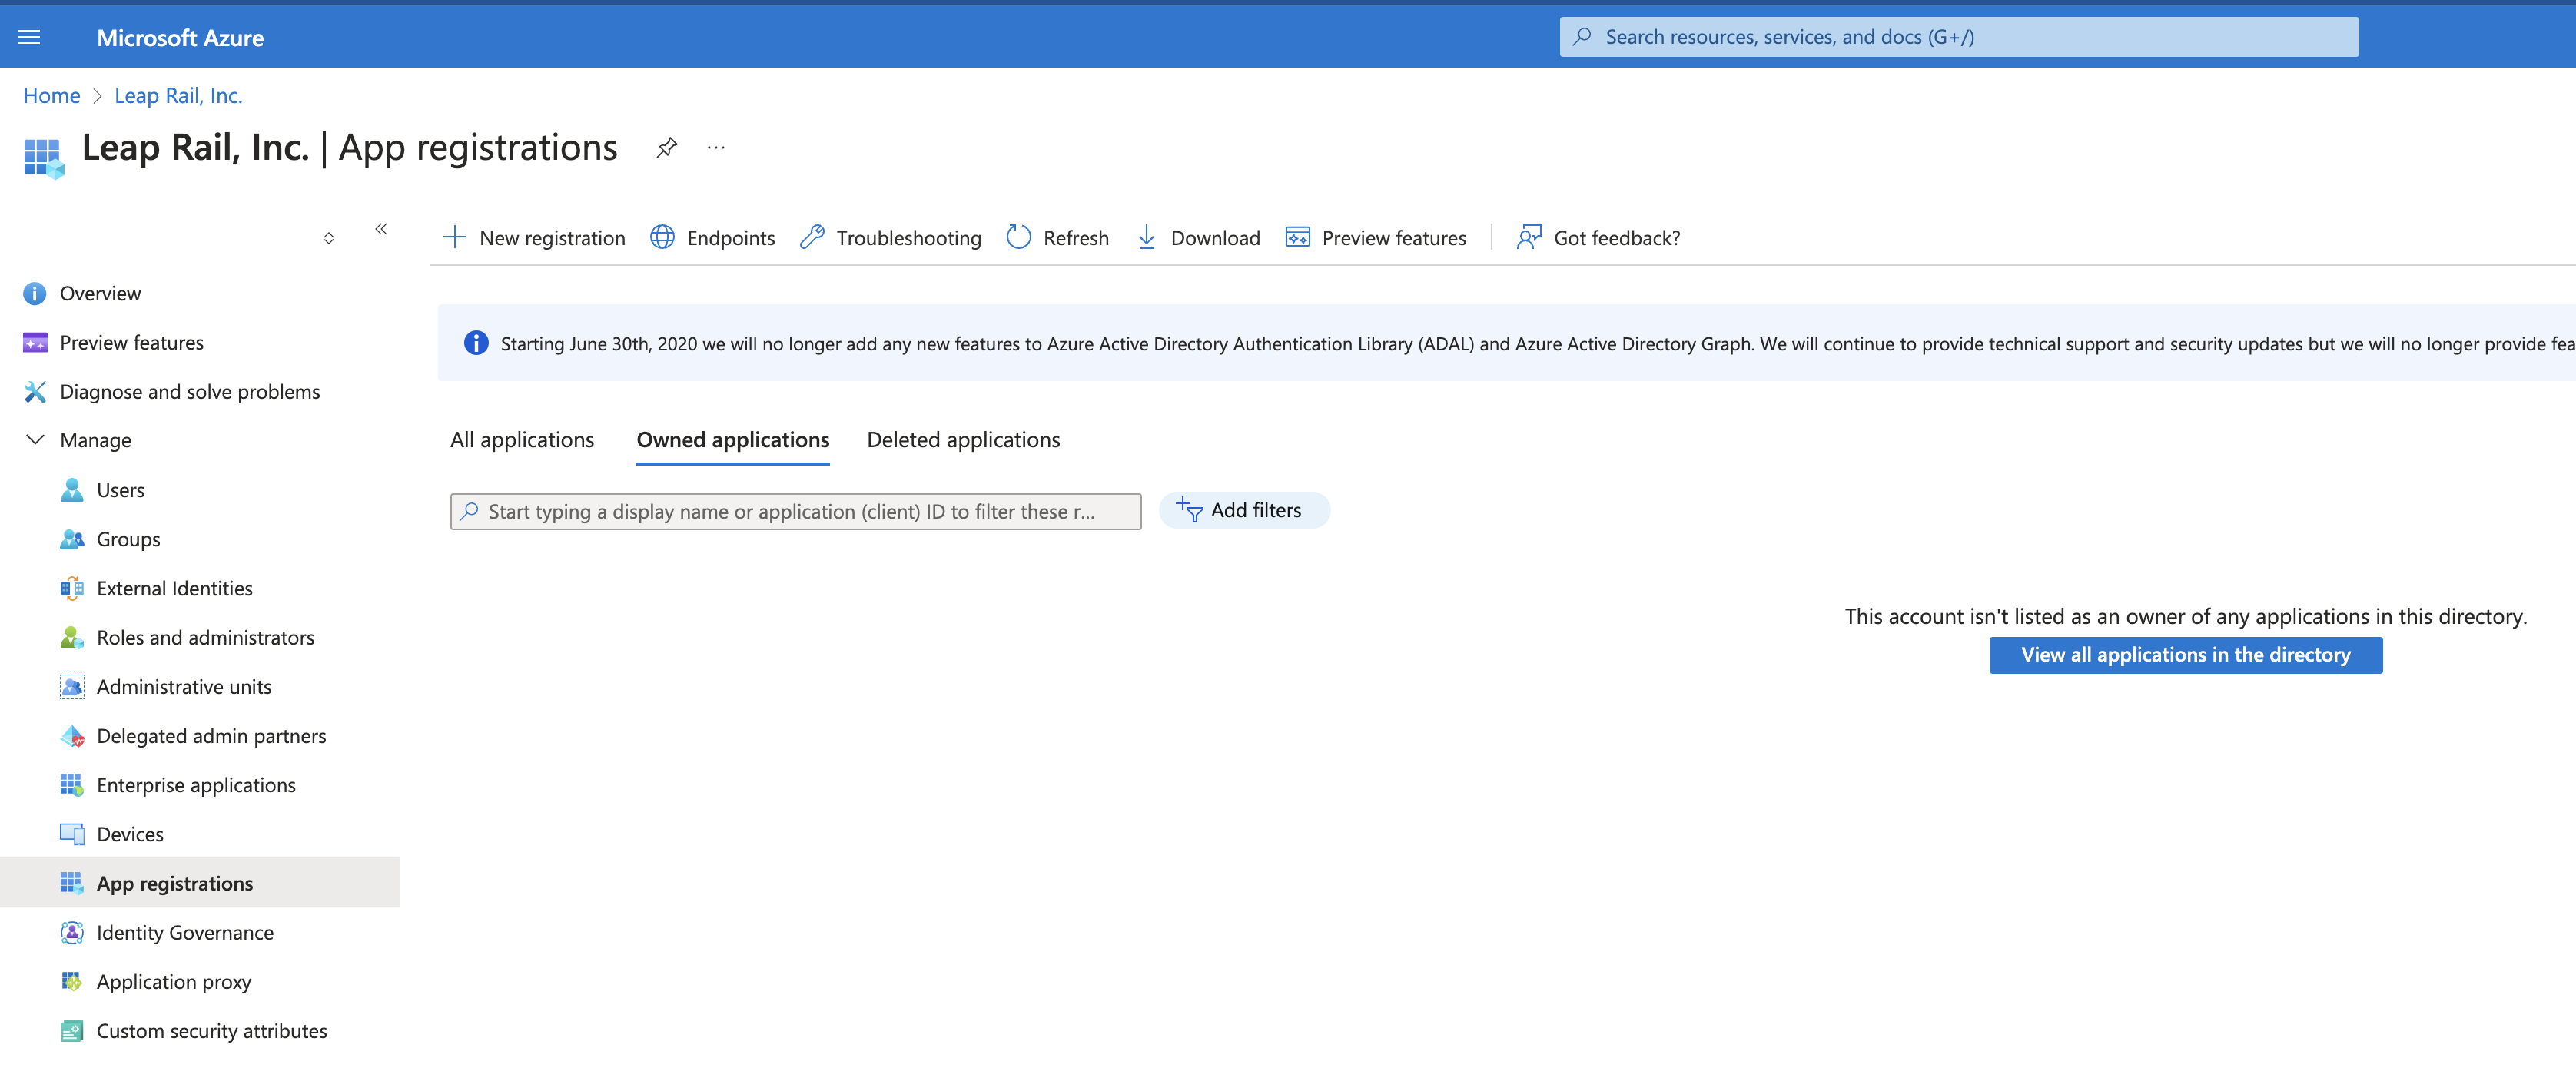 Microsoft Azure
Search resources, services, and docs (G+/)
Home > Leap Rail, Inc.
Leap Rail, Inc. | App registrations
New registration
Endpoints
Troubleshooting
Refresh
Download
Preview features
Got feedback?
Overview
Preview features
Diagnose and solve problems
Manage
Users
Groups
External Identities
Roles and administrators
Administrative units
Delegated admin partners
Enterprise applications
Devices
App registrations
Identity Governance
Application proxy
Custom security attributes
Starting June 30th, 2020 we will no longer add any new features to Azure Active Directory Authentication Library (ADAL) and Azure Active Directory Graph. We will continue to provide technical support and security updates but we will no longer provide fea
All applications
Owned applications
Deleted applications
Start typing a display name or application (client) ID to filter these r...
Add filters
This account isn't listed as an owner of any applications in this directory.
View all applications in the directory